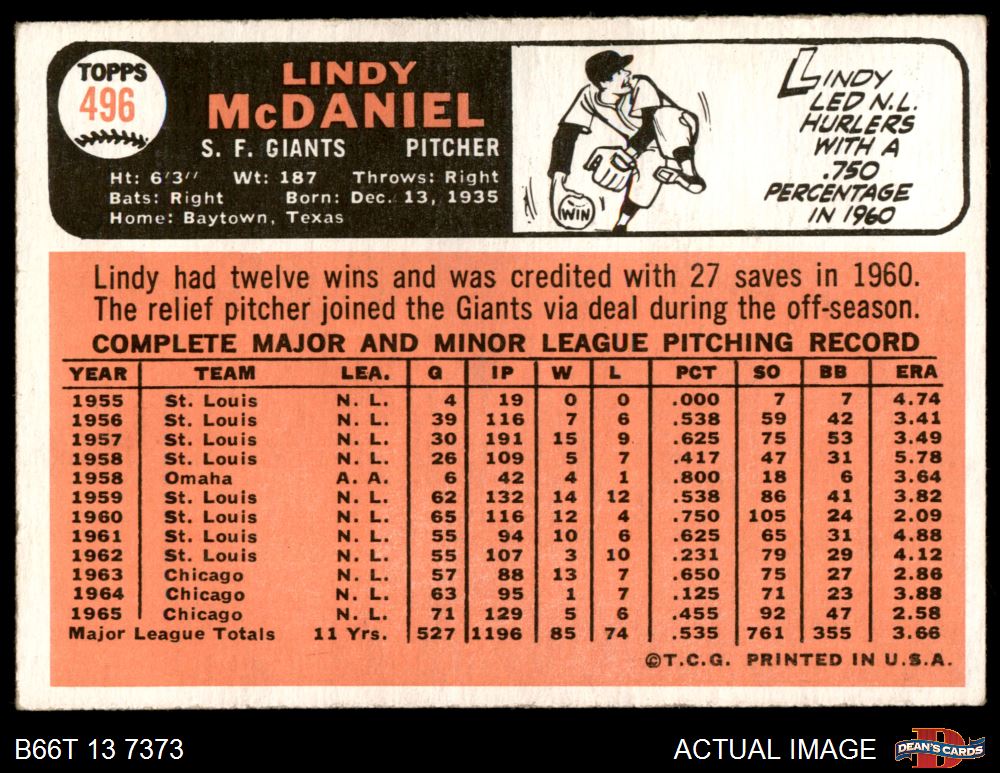 TOPPS
496
LINDY
McDANIEL
S. F. GIANTS PITCHER
Ht: 6'3" Wt: 187 Throws: Right
Bats: Right Born: Dec. 13, 1935
Home: Baytown, Texas
WIN
LINDY
LED N.L.
HURLERS
WITH A
.750
PERCENTAGE
IN 1960
Lindy had twelve wins and was credited with 27 saves in 1960.
The relief pitcher joined the Giants via deal during the off-season.
COMPLETE MAJOR AND MINOR LEAGUE PITCHING RECORD
YEAR TEAM LEA. G IP W L PCT SO BB ERA
1955 St. Louis N. L. 4 19 0 0 .000 7 7 4.74
1956 St. Louis N. L. 39 116 7 6 .538 59 42 3.41
1957 St. Louis N. L. 30 191 15 9 .625 75 53 3.49
1958 St. Louis N. L. 26 109 5 7 .417 47 31 5.78
1958 Omaha A. A. 6 42 4 1 .800 18 6 3.64
1959 St. Louis N. L. 62 132 14 12 .538 86 41 3.82
1960 St. Louis N. L. 65 116 12 4 .750 105 24 2.09
1961 St. Louis N. L. 55 94 10 6 .625 65 31 4.88
1962 St. Louis N. L. 55 107 3 10 .231 79 29 4.12
1963 Chicago N. L. 57 88 13 7 .650 75 27 2.86
1964 Chicago N. L. 63 95 1 7 .125 71 23 3.88
1965 Chicago N. L. 71 129 5 6 .455 92 47 2.58
Major League Totals 11 Yrs. 527 1196 85 74 .535 761 355 3.66
©T.C.G. PRINTED IN U.S.A.
B66T 13 7373
ACTUAL IMAGE
D
DEAN'S CARDS